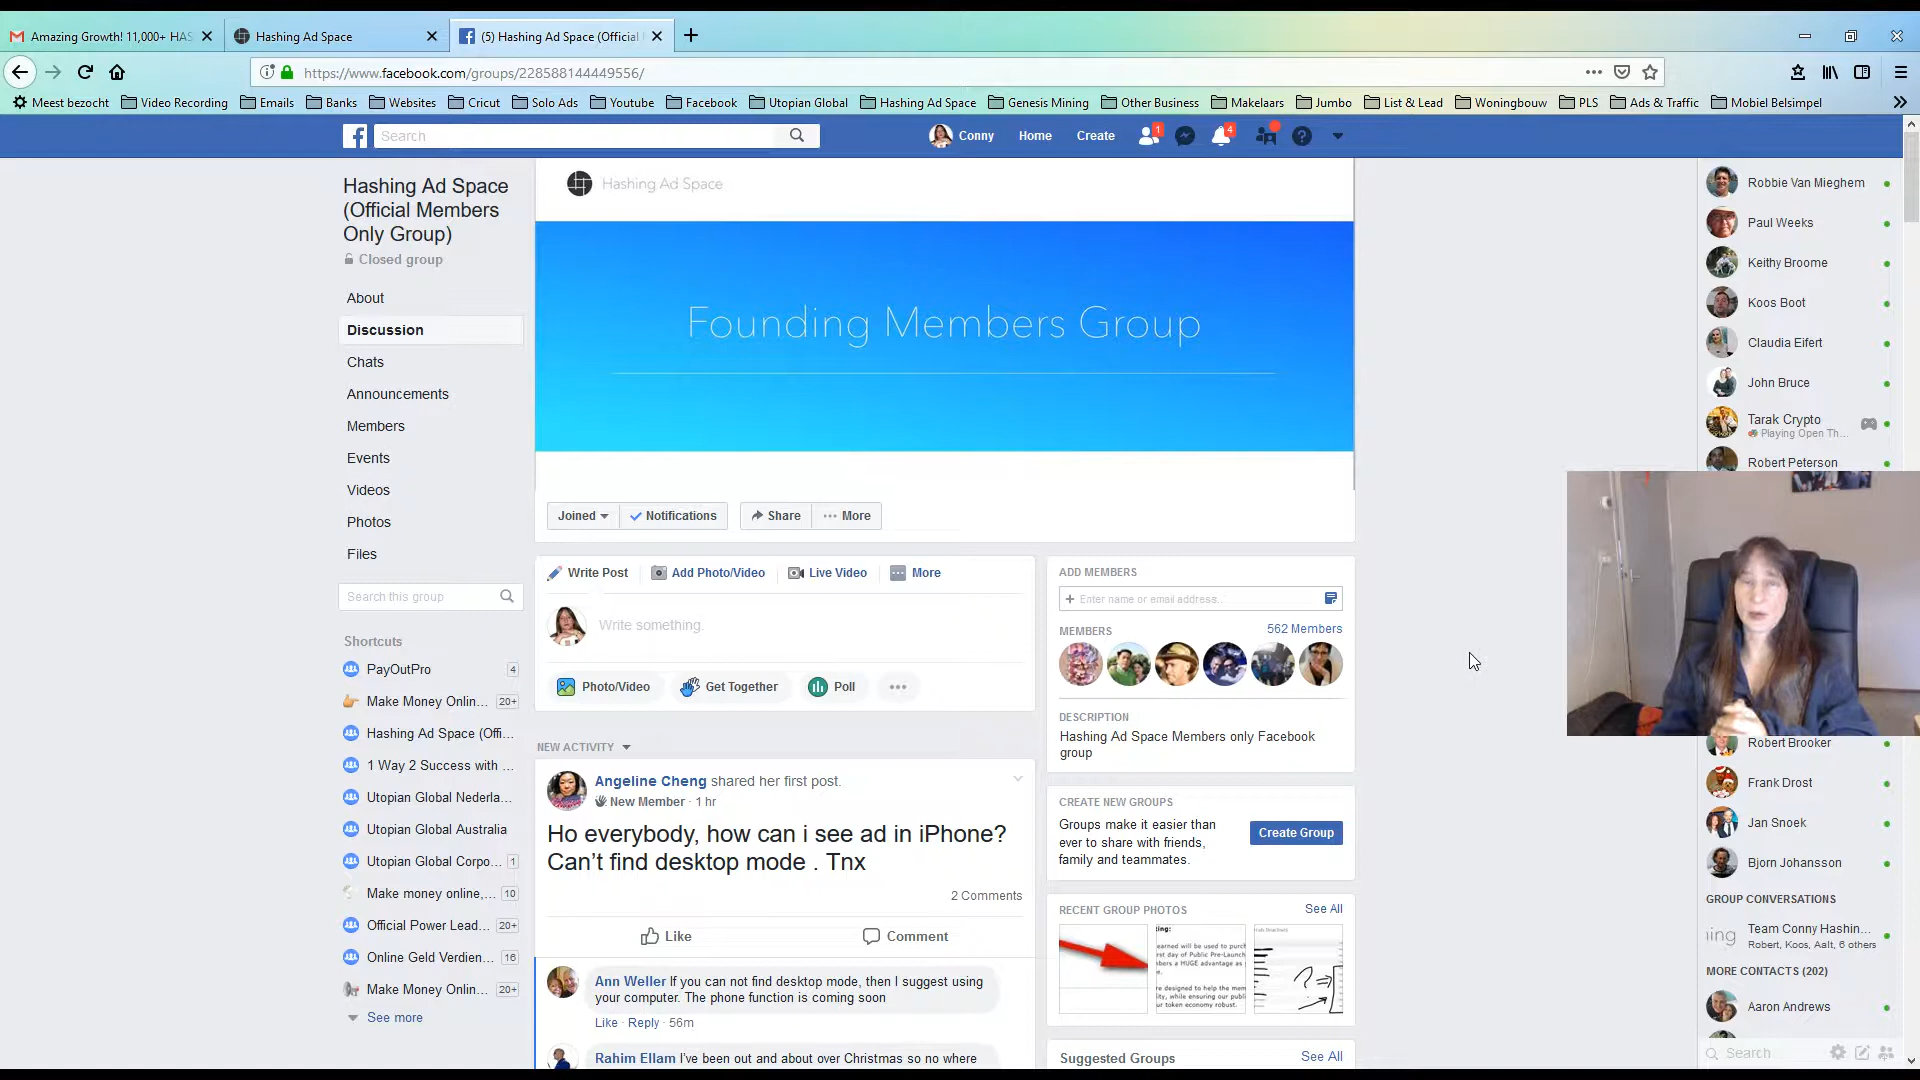 Amazing Growth! 11,000+ HAS
Hashing Ad Space
(5) Hashing Ad Space (Official
https://www.facebook.com/groups/228588144449556/
Meest bezocht
Video Recording
Emails
Banks
Websites
Cricut
Solo Ads
Youtube
Facebook
Utopian Global
Hashing Ad Space
Genesis Mining
Other Business
Makelaars
Jumbo
List & Lead
Woningbouw
PLS
Ads & Traffic
Mobiel Belsimpel
Search
Conny
Home
Create
1
4
Hashing Ad Space
(Official Members
Only Group)
Closed group
About
Discussion
Chats
Announcements
Members
Events
Videos
Photos
Files
Search this group
Shortcuts
PayOutPro 4
Make Money Onlin... 20+
Hashing Ad Space (Offi...
1 Way 2 Success with ...
Utopian Global Nederla...
Utopian Global Australia
Utopian Global Corpo... 1
Make money online,... 10
Official Power Lead... 20+
Online Geld Verdien... 16
Make Money Onlin... 20+
See more
Hashing Ad Space
Founding Members Group
Joined
Notifications
Share
More
Write Post
Add Photo/Video
Live Video
More
Write something.
Photo/Video
Get Together
Poll
NEW ACTIVITY
Angeline Cheng shared her first post.
New Member · 1 hr
Ho everybody, how can i see ad in iPhone?
Can't find desktop mode . Tnx
2 Comments
Like
Comment
Ann Weller If you can not find desktop mode, then I suggest using
your computer. The phone function is coming soon
Like · Reply · 56m
Rahim Ellam I've been out and about over Christmas so no where
ADD MEMBERS
Enter name or email address..
MEMBERS
562 Members
DESCRIPTION
Hashing Ad Space Members only Facebook
group
CREATE NEW GROUPS
Groups make it easier than
ever to share with friends,
family and teammates.
Create Group
RECENT GROUP PHOTOS
See All
Suggested Groups
See All
Robbie Van Mieghem
Paul Weeks
Keithy Broome
Koos Boot
Claudia Eifert
John Bruce
Tarak Crypto
Playing Open Th...
Robert Peterson
Robert Brooker
Frank Drost
Jan Snoek
Bjorn Johansson
GROUP CONVERSATIONS
Team Conny Hashin...
Robert, Koos, Aalt, 6 others
MORE CONTACTS (202)
Aaron Andrews
Search